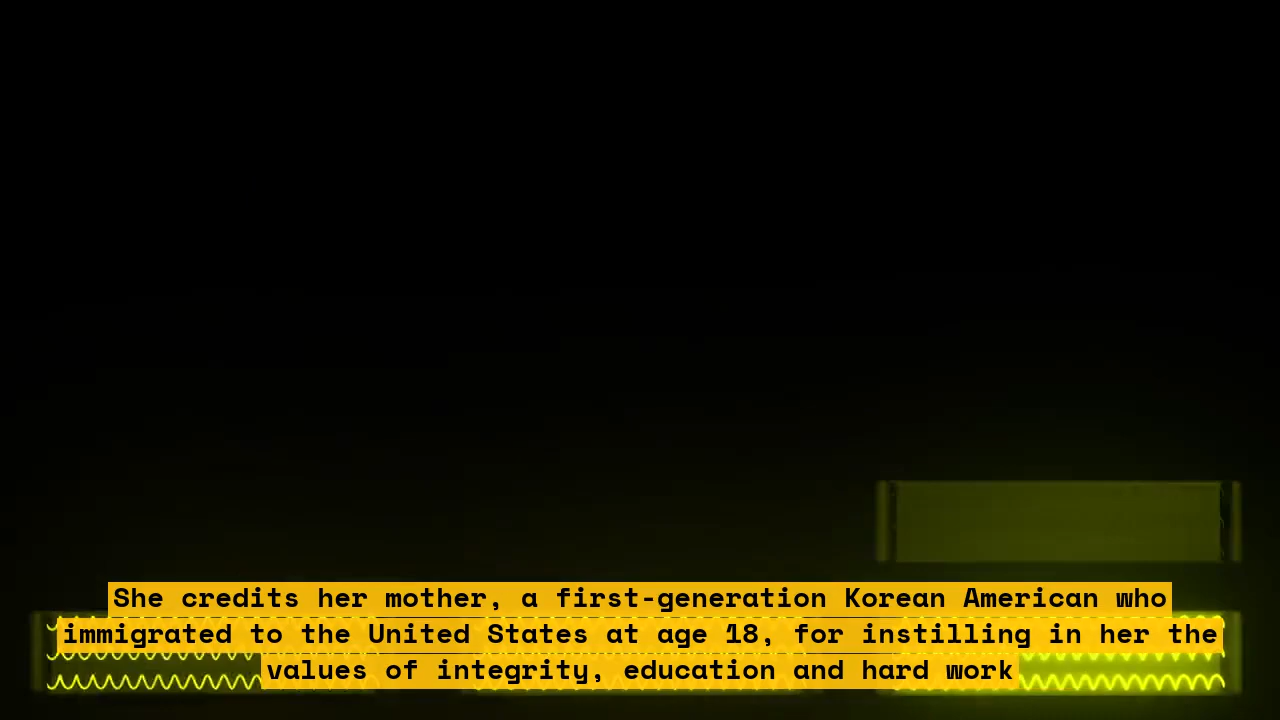 She credits her mother, a first-generation Korean American who
immigrated to the United States at age 18, for instilling in her the
values of integrity, education and hard work